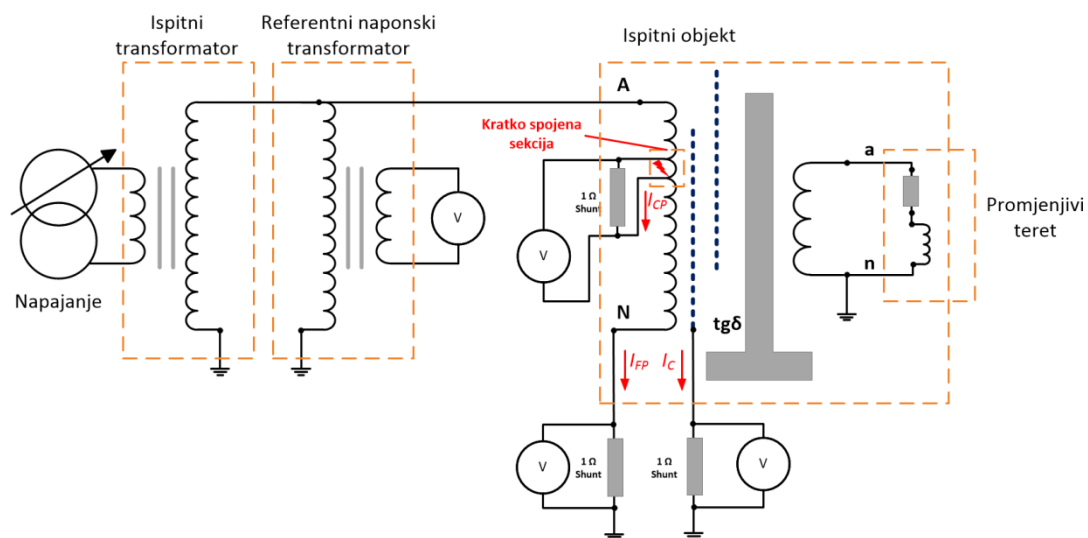 Ispitni
transformator
Referentni naponski
transformator
Ispitni objekt
A
Kratko spojena
sekcija
a
1 Ω
Shunt
I_CP
V
V
Promjenjivi
teret
n
Napajanje
N
tgδ
I_FP
I_C
V
1 Ω
Shunt
1 Ω
Shunt
V